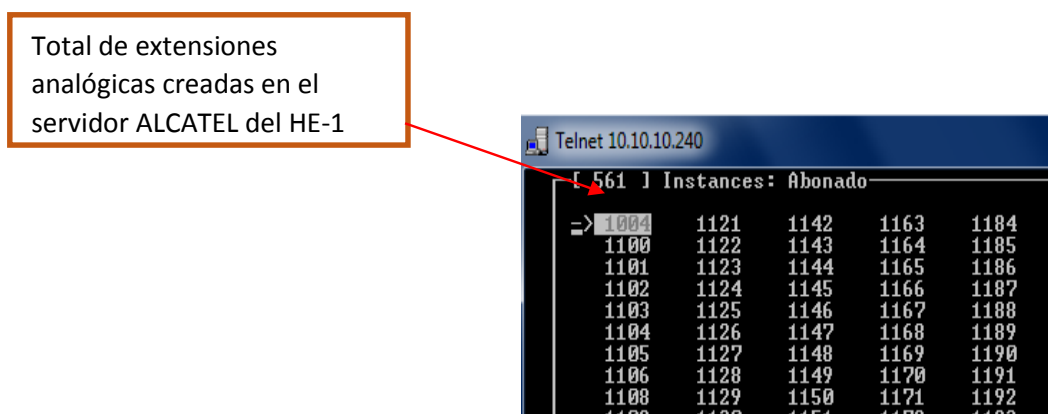 Total de extensiones
analógicas creadas en el
servidor ALCATEL del HE-1
Telnet 10.10.10.240
[ 561 ] Instances: Abonado
=> 1004 1121 1142 1163 1184
1100 1122 1143 1164 1185
1101 1123 1144 1165 1186
1102 1124 1145 1166 1187
1103 1125 1146 1167 1188
1104 1126 1147 1168 1189
1105 1127 1148 1169 1190
1106 1128 1149 1170 1191
1108 1129 1150 1171 1192